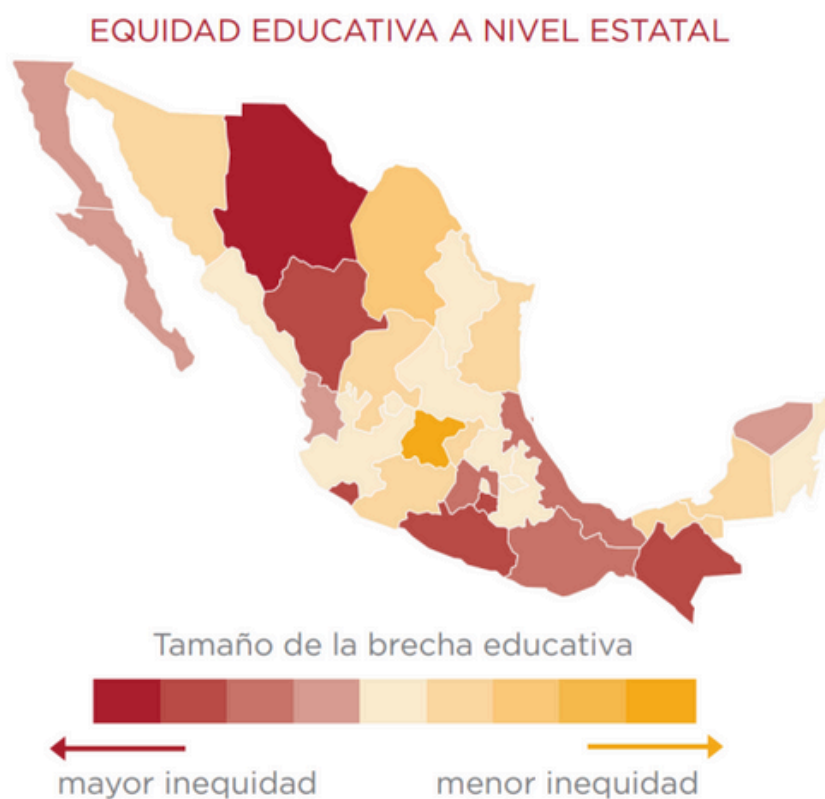 EQUIDAD EDUCATIVA A NIVEL ESTATAL
Tamaño de la brecha educativa
mayor inequidad
menor inequidad